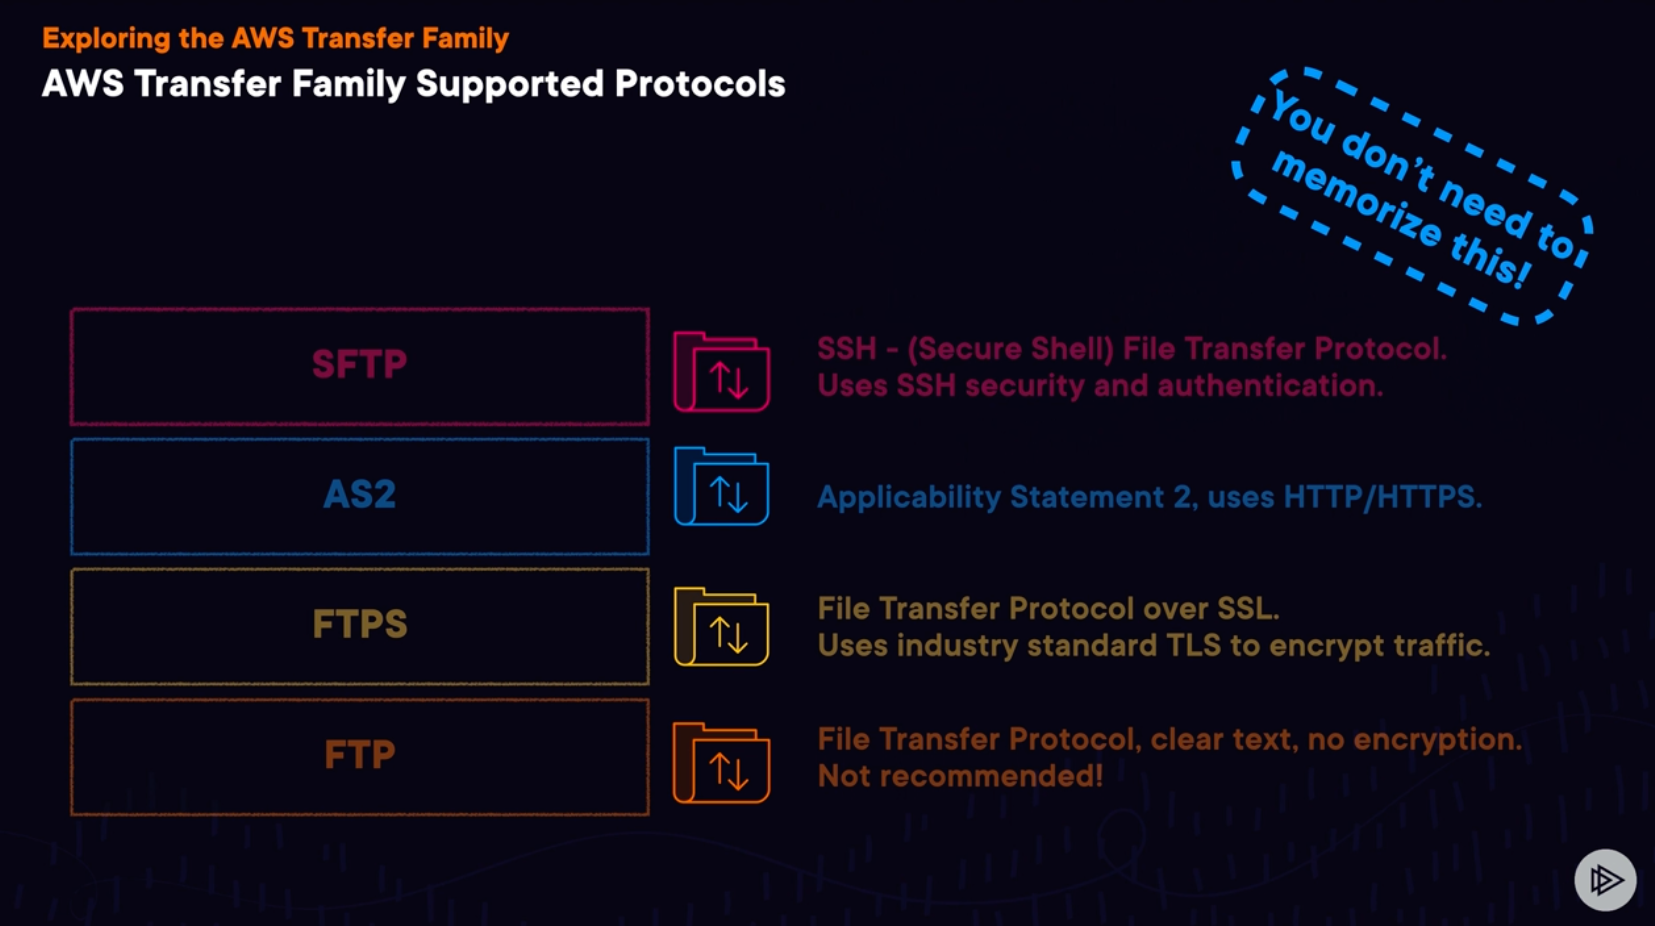 Exploring the AWS Transfer Family
AWS Transfer Family Supported Protocols
You don't need to
memorize this!
SFTP
SSH - (Secure Shell) File Transfer Protocol.
Uses SSH security and authentication.
AS2
Applicability Statement 2, uses HTTP/HTTPS.
FTPS
File Transfer Protocol over SSL.
Uses industry standard TLS to encrypt traffic.
FTP
File Transfer Protocol, clear text, no encryption.
Not recommended!